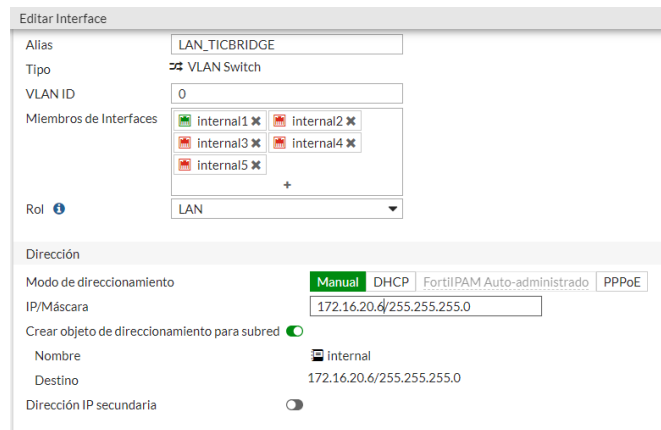 Editar Interface
Alias LAN_TICBRIDGE
Tipo VLAN Switch
VLAN ID 0
Miembros de Interfaces internal1 ✖ internal2 ✖
internal3 ✖ internal4 ✖
internal5 ✖
+
Rol LAN
Dirección
Modo de direccionamiento Manual DHCP FortiIPAM Auto-administrado PPPoE
IP/Máscara 172.16.20.6/255.255.255.0
Crear objeto de direccionamiento para subred
Nombre internal
Destino 172.16.20.6/255.255.255.0
Dirección IP secundaria